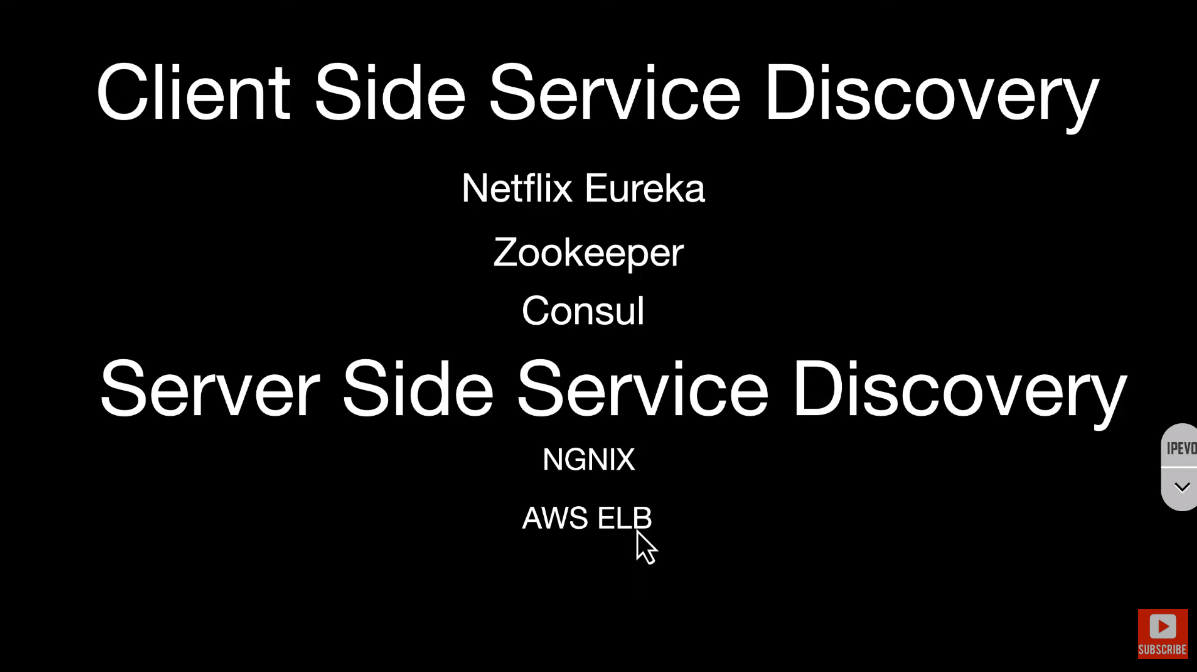 Client Side Service Discovery
Netflix Eureka
Zookeeper
Consul
Server Side Service Discovery
NGNIX
IPEVO
AWS ELB
SUBSCRIBE